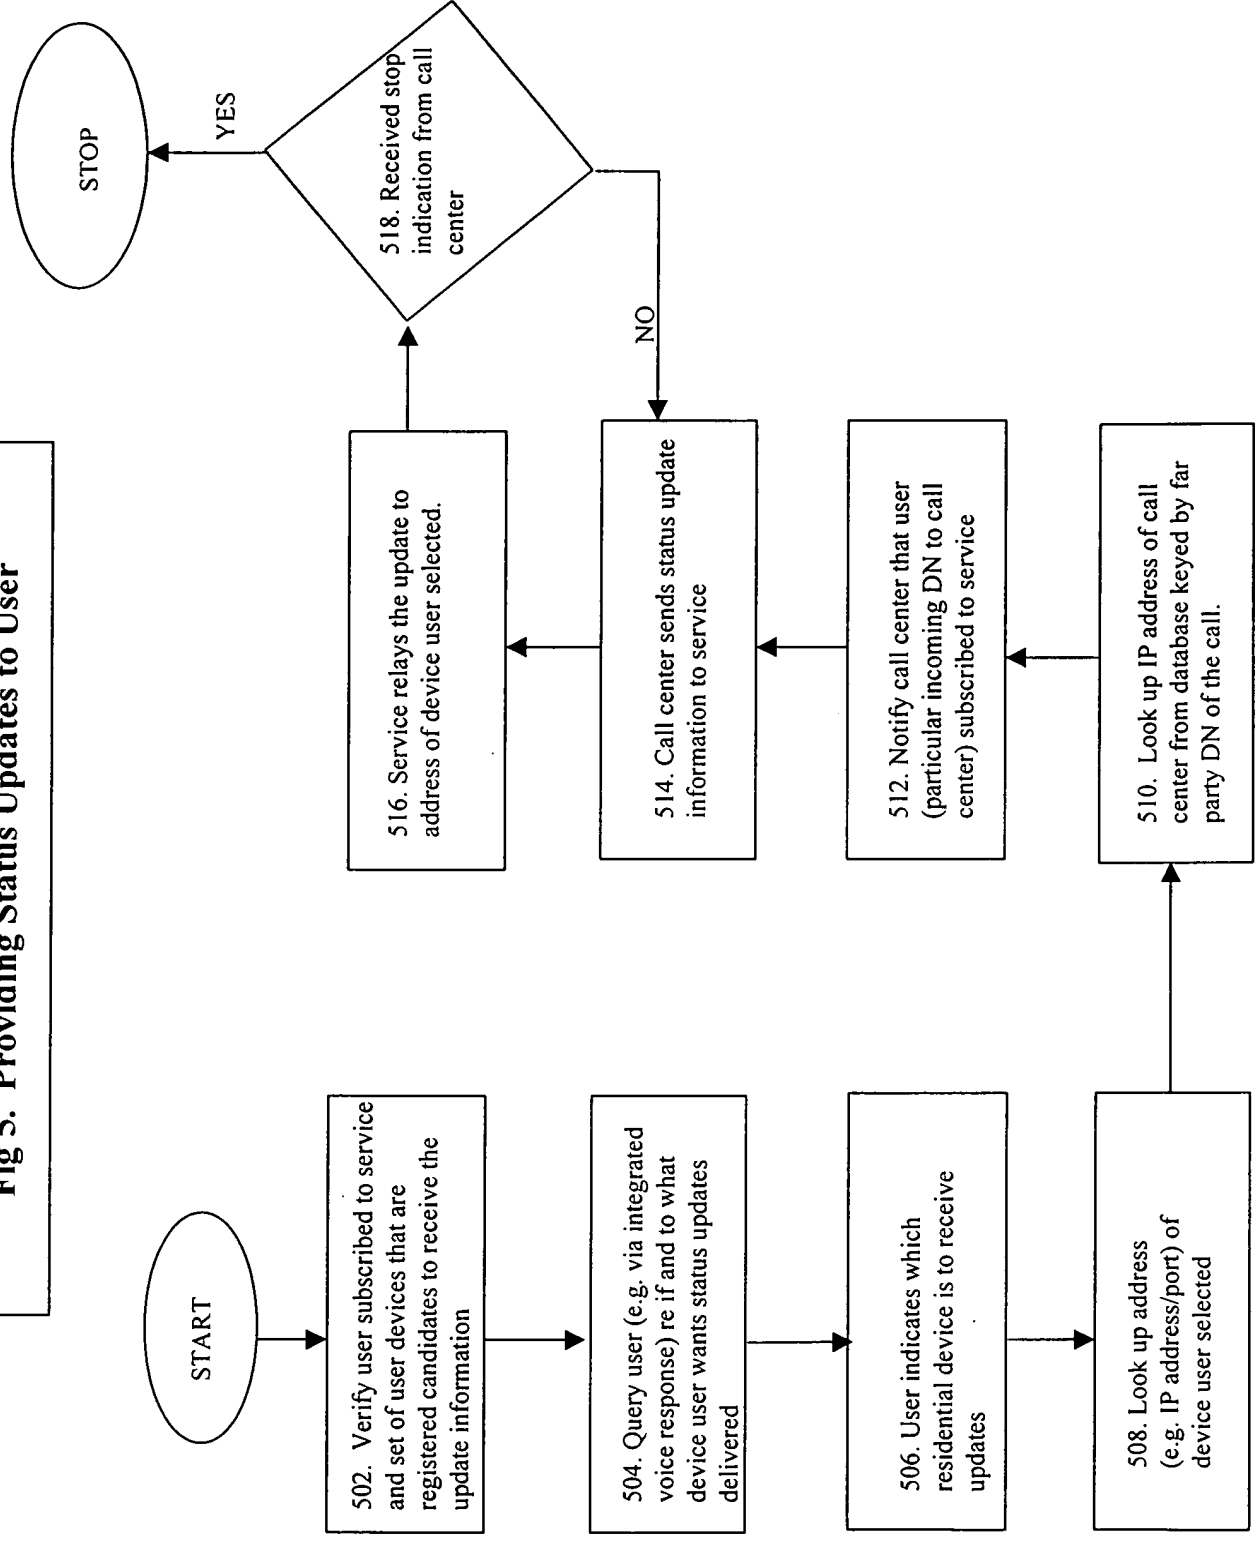 Fig 5. Providing Status Updates to User
START
502. Verify user subscribed to service
and set of user devices that are
registered candidates to receive the
update information
504. Query user (e.g. via integrated
voice response) re if and to what
device user wants status updates
delivered
506. User indicates which
residential device is to receive
updates
508. Look up address
(e.g. IP address/port) of
device user selected
510. Look up IP address of call
center from database keyed by far
party DN of the call.
512. Notify call center that user
(particular incoming DN to call
center) subscribed to service
514. Call center sends status update
information to service
516. Service relays the update to
address of device user selected.
518. Received stop
indication from call
center
NO
YES
STOP